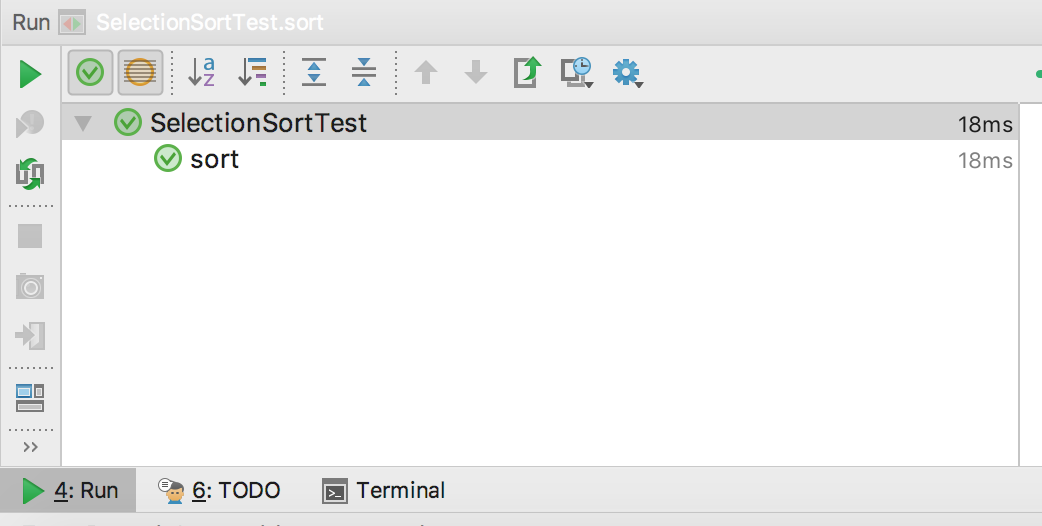 Run SelectionSortTest.sort
SelectionSortTest 18ms
sort 18ms
4: Run 6: TODO Terminal